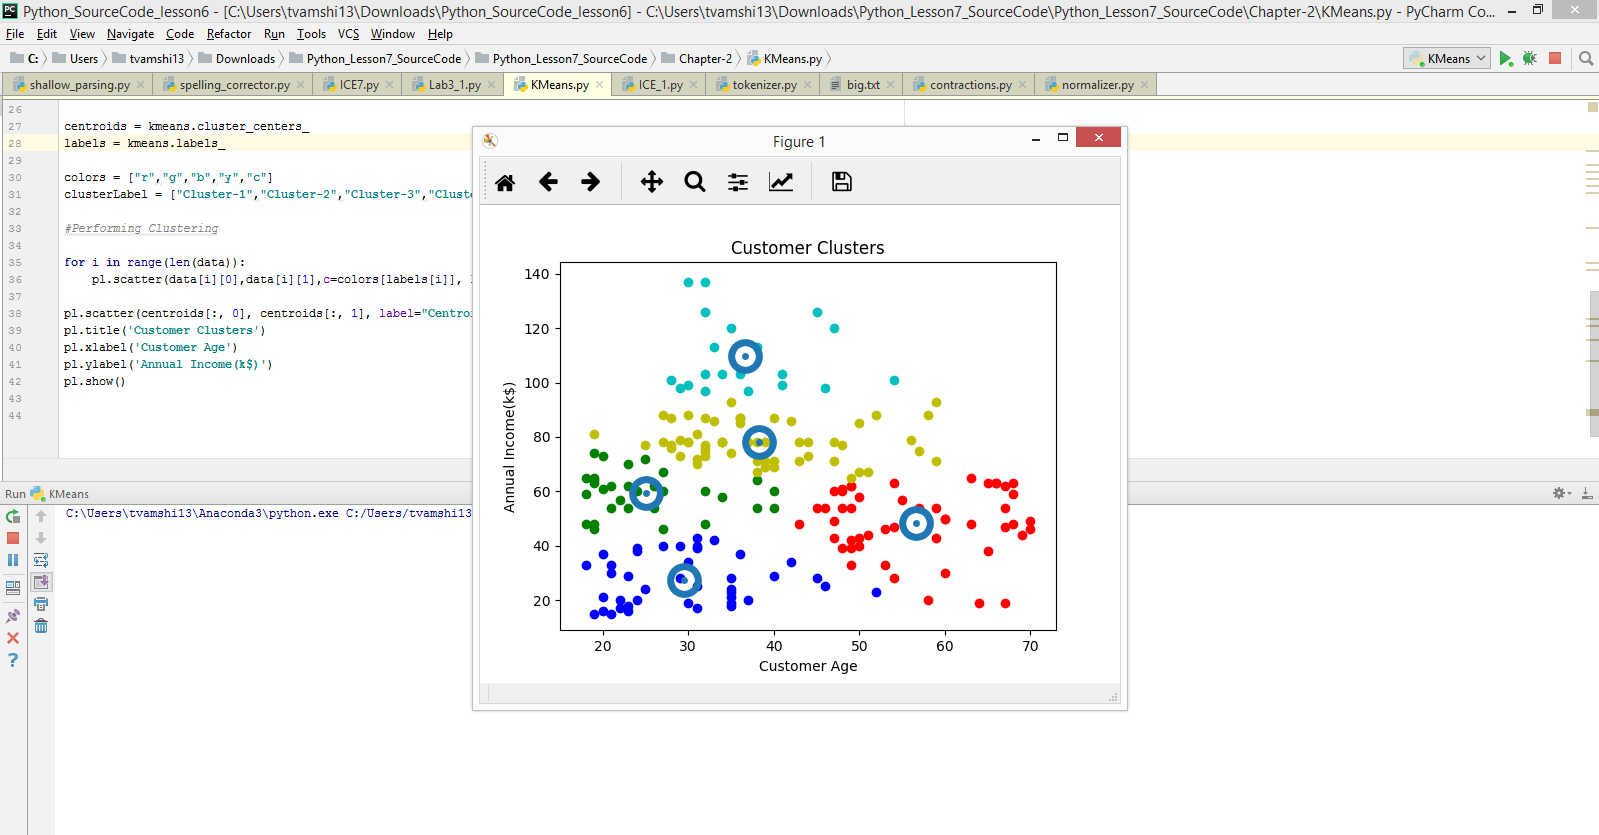 Python_SourceCode_lesson6 - [C:\Users\tvamshi13\Downloads\Python_SourceCode_lesson6] - C:\Users\tvamshi13\Downloads\Python_Lesson7_SourceCode\Python_Lesson7_SourceCode\Chapter-2\KMeans.py - PyCharm Co...
File Edit View Navigate Code Refactor Run Tools VCS Window Help
C: Users tvamshi13 Downloads Python_Lesson7_SourceCode Python_Lesson7_SourceCode Chapter-2 KMeans.py KMeans
shallow_parsing.py spelling_corrector.py ICE7.py Lab3_1.py KMeans.py ICE_1.py tokenizer.py big.txt contractions.py normalizer.py
26
27 centroids = kmeans.cluster_centers_
28 labels = kmeans.labels_
29
30 colors = ["r","g","b","y","c"]
31 clusterLabel = ["Cluster-1","Cluster-2","Cluster-3","Cluste
32
33 #Performing Clustering
34
35 for i in range(len(data)):
36 pl.scatter(data[i][0],data[i][1],c=colors[labels[i]],
37
38 pl.scatter(centroids[:, 0], centroids[:, 1], label="Centroi
39 pl.title('Customer Clusters')
40 pl.xlabel('Customer Age')
41 pl.ylabel('Annual Income(k$)')
42 pl.show()
43
44
Figure 1
Customer Clusters
140
120
100
80
60
40
20
Annual Income(k$)
20 30 40 50 60 70
Customer Age
Run KMeans
C:\Users\tvamshi13\Anaconda3\python.exe C:/Users/tvamshi13